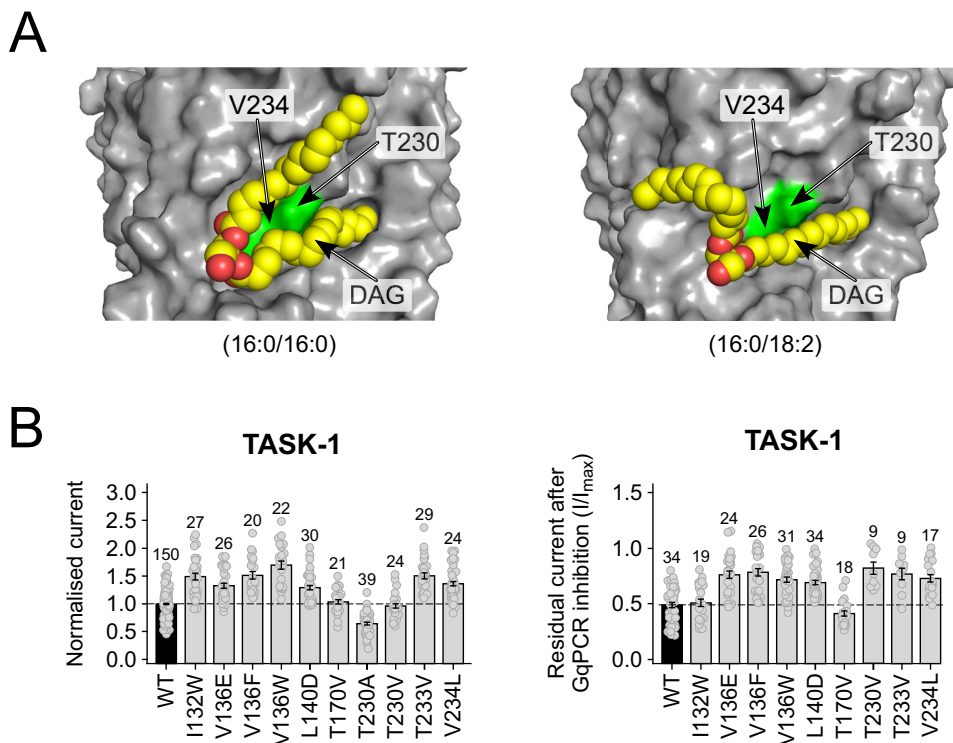 A
V234
T230
DAG
(16:0/16:0)
V234
T230
DAG
(16:0/18:2)
B
TASK-1
Normalised current
3.0
2.5
2.0
1.5
1.0
0.5
0.0
150
27
26
20
22
30
21
39
24
29
24
WT
I132W
V136E
V136F
V136W
L140D
T170V
T230A
T230V
T233V
V234L
TASK-1
Residual current after
GqPCR inhibition (I/Imax)
1.5
1.0
0.5
0
34
19
24
26
31
34
18
9
9
17
WT
I132W
V136E
V136F
V136W
L140D
T170V
T230V
T233V
V234L